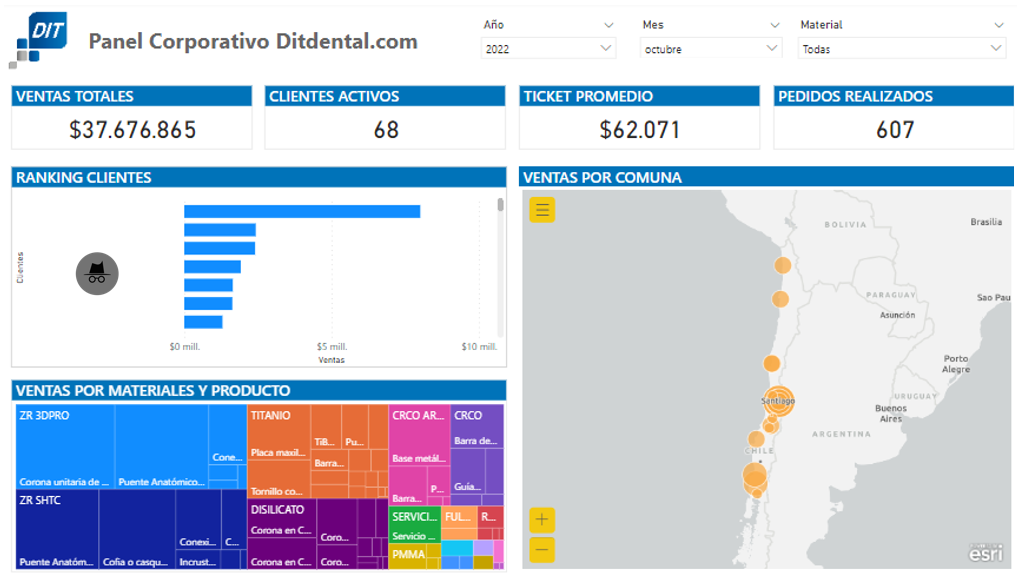 DIT
Panel Corporativo Ditdental.com
Año
2022
Mes
octubre
Material
Todas
VENTAS TOTALES
$37.676.865
CLIENTES ACTIVOS
68
TICKET PROMEDIO
$62.071
PEDIDOS REALIZADOS
607
RANKING CLIENTES
Clientes
$0 mill.
$5 mill.
$10 mill.
Ventas
VENTAS POR COMUNA
BOLIVIA
Brasilia
PARAGUAY
Sao Pau
Asunción
Porto
Alegre
URUGUAY
Santiago
Buenos
Aires
ARGENTINA
CHILE
esri
VENTAS POR MATERIALES Y PRODUCTO
ZR 3DPRO
Corona unitaria de ...
Puente Anatómico...
Cone...
ZR SHTC
Puente Anatóm...
Cofia o casqu...
Conexi...
C...
Incrust...
TITANIO
Placa maxil...
Tornillo co...
TiB...
Pu...
Barra...
DISILICATO
Corona en C...
Corona en C...
Coro...
Coro...
CRCO AR...
Base metál...
Barra...
P...
CRCO
Barra de...
Guía...
SERVICI...
Servicio ...
FUL...
R...
PMMA